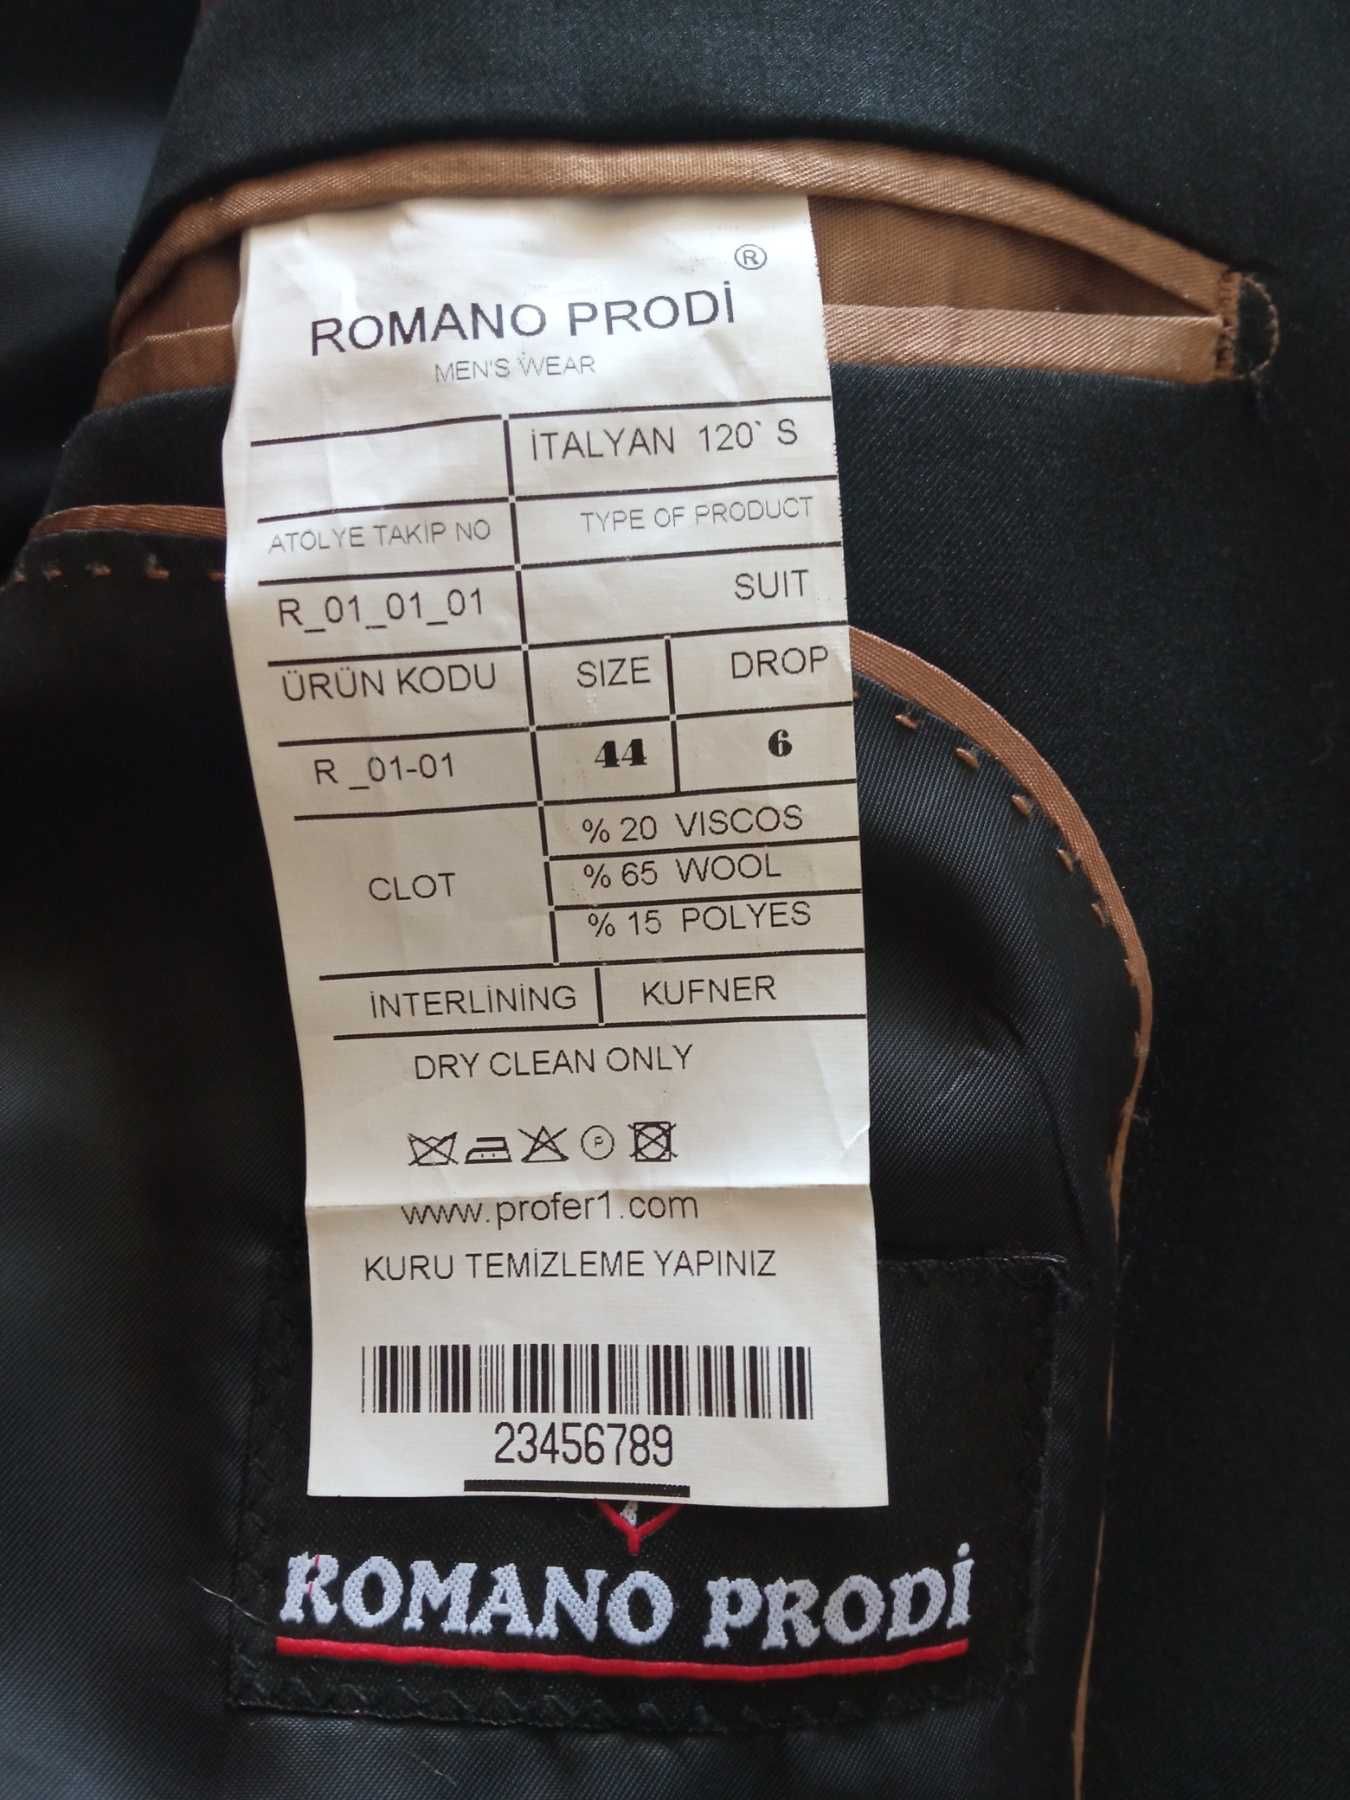 ®
ROMANO PRODİ
MEN'S WEAR
İTALYAN 120` S
ATÖLYE TAKİP NO TYPE OF PRODUCT
R_01_01_01 SUIT
ÜRÜN KODU SIZE DROP
R _01-01 44 6
CLOT
% 20 VISCOS
% 65 WOOL
% 15 POLYES
İNTERLİNİNG KUFNER
DRY CLEAN ONLY
P
www.profer1.com
KURU TEMİZLEME YAPINIZ
23456789
ROMANO PRODİ